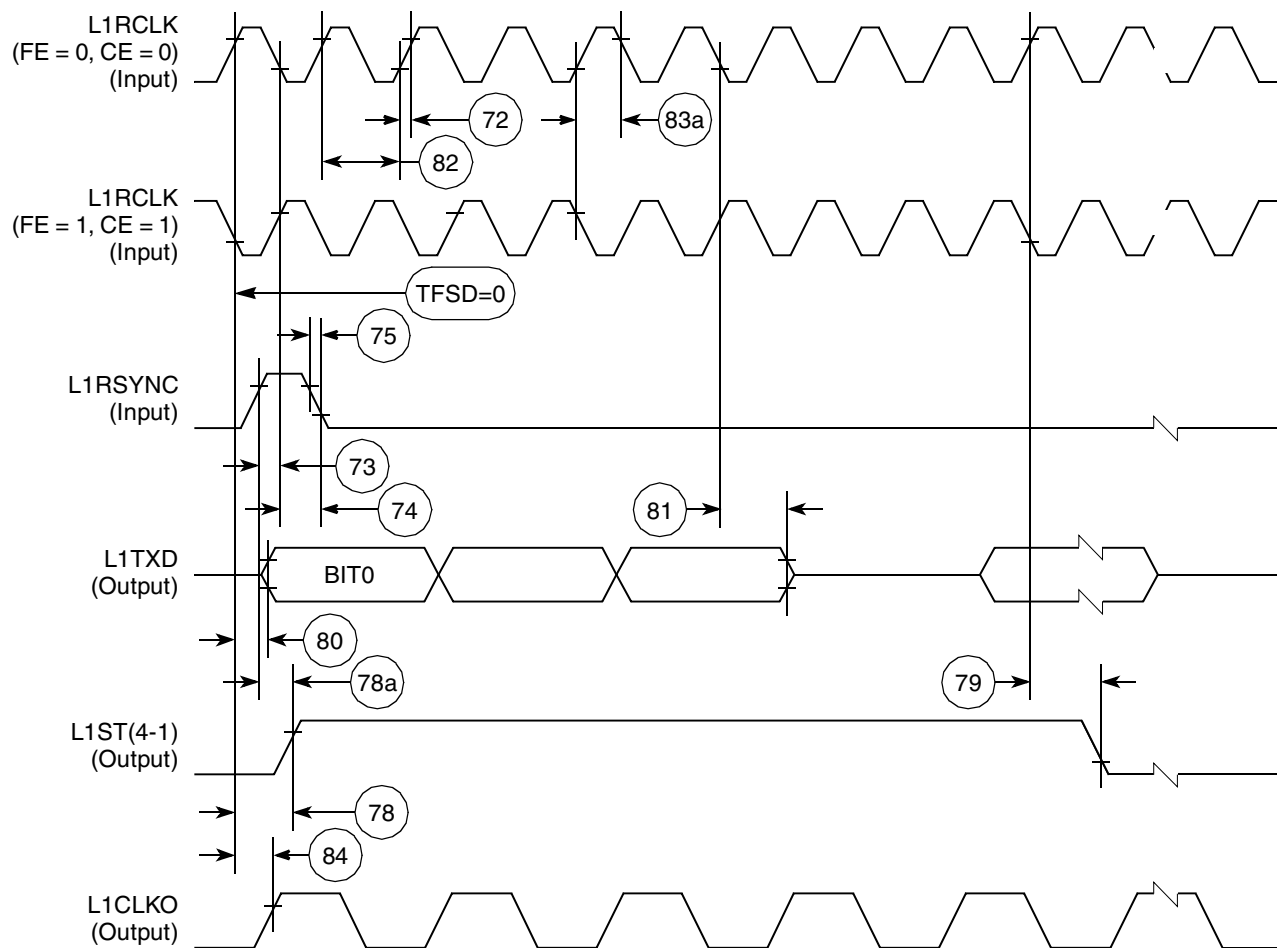 L1RCLK
(FE = 0, CE = 0)
(Input)
72
83a
82
L1RCLK
(FE = 1, CE = 1)
(Input)
TFSD=0
75
L1RSYNC
(Input)
73
74
81
L1TXD
(Output)
BIT0
80
78a
79
L1ST(4-1)
(Output)
78
84
L1CLKO
(Output)